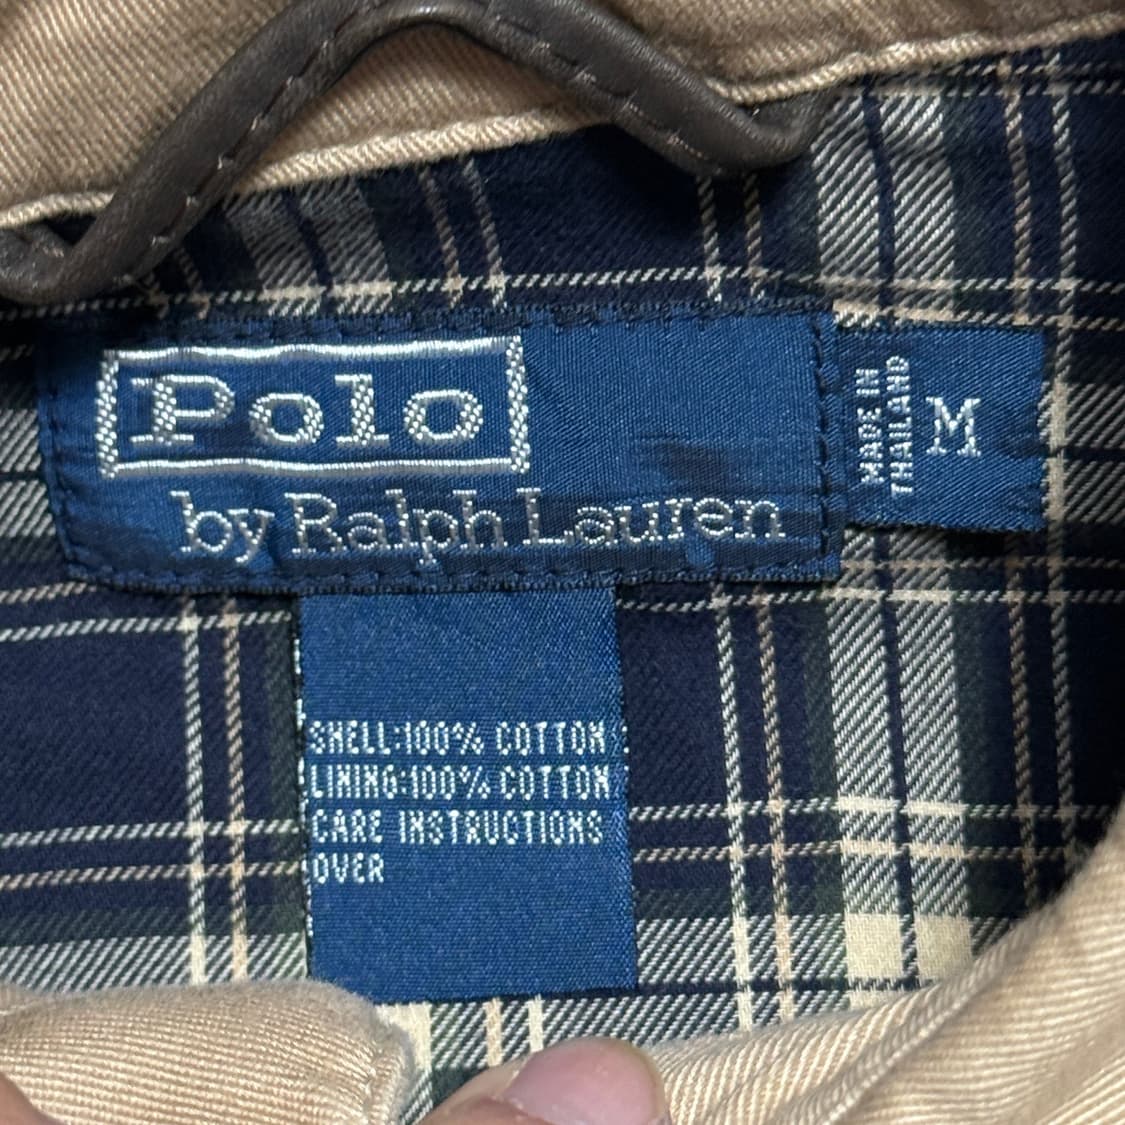 Polo
by Ralph Lauren
MADE IN
THAILAND
M
SHELL:100% COTTON
LINING:100% COTTON
CARE INSTRUCTIONS
OVER